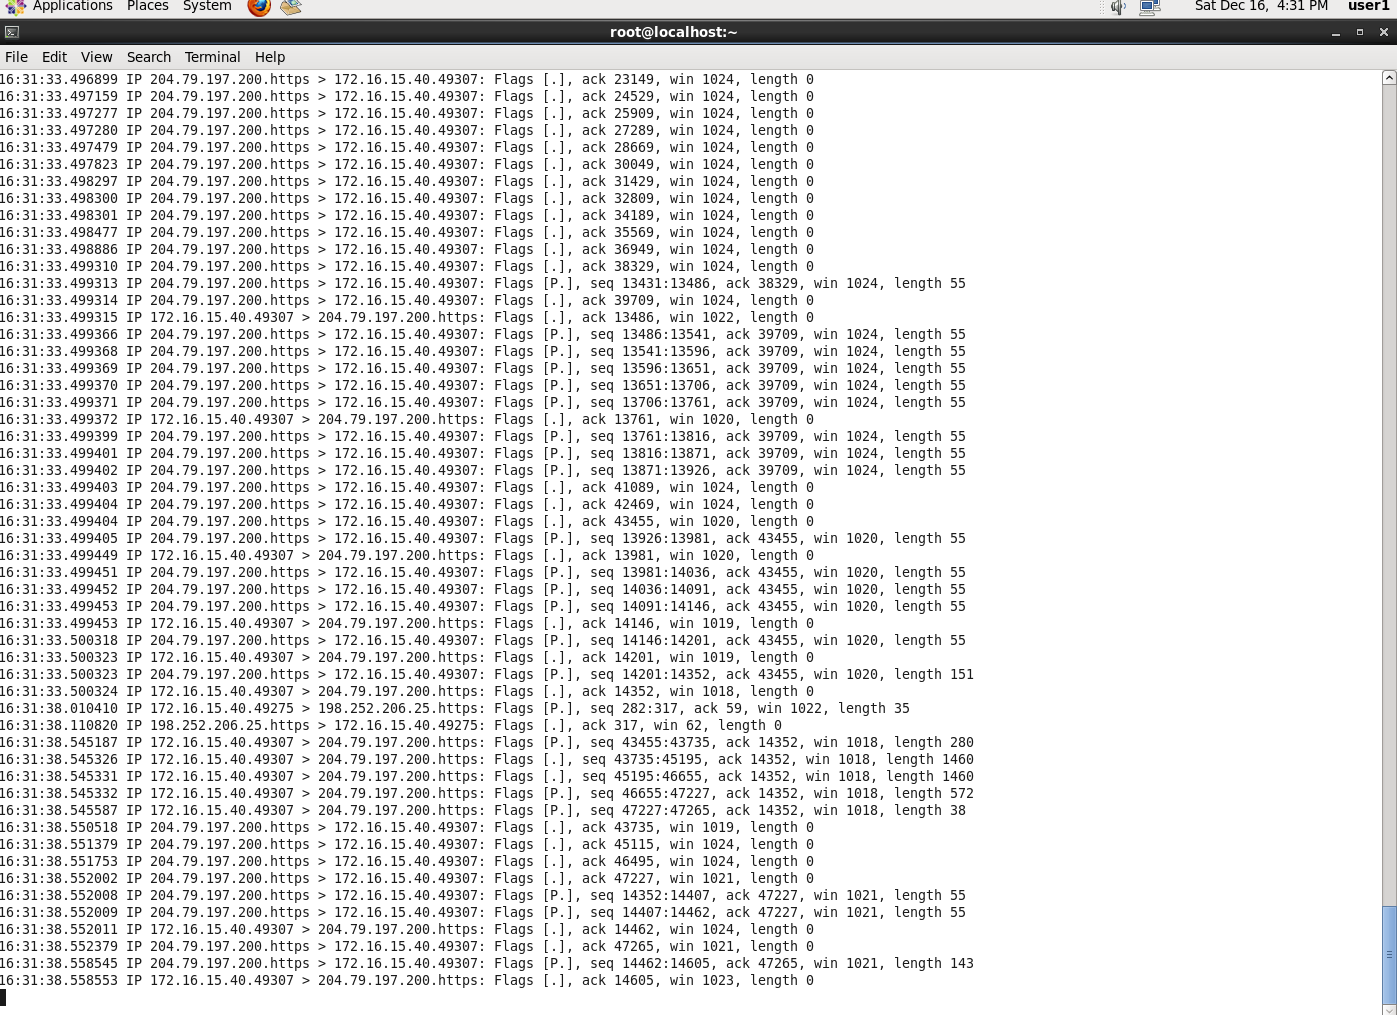 Applications Places System Sat Dec 16, 4:31 PM user1
root@localhost:~
File Edit View Search Terminal Help
16:31:33.496899 IP 204.79.197.200.https > 172.16.15.40.49307: Flags [.], ack 23149, win 1024, length 0
16:31:33.497159 IP 204.79.197.200.https > 172.16.15.40.49307: Flags [.], ack 24529, win 1024, length 0
16:31:33.497277 IP 204.79.197.200.https > 172.16.15.40.49307: Flags [.], ack 25909, win 1024, length 0
16:31:33.497280 IP 204.79.197.200.https > 172.16.15.40.49307: Flags [.], ack 27289, win 1024, length 0
16:31:33.497479 IP 204.79.197.200.https > 172.16.15.40.49307: Flags [.], ack 28669, win 1024, length 0
16:31:33.497823 IP 204.79.197.200.https > 172.16.15.40.49307: Flags [.], ack 30049, win 1024, length 0
16:31:33.498297 IP 204.79.197.200.https > 172.16.15.40.49307: Flags [.], ack 31429, win 1024, length 0
16:31:33.498300 IP 204.79.197.200.https > 172.16.15.40.49307: Flags [.], ack 32809, win 1024, length 0
16:31:33.498301 IP 204.79.197.200.https > 172.16.15.40.49307: Flags [.], ack 34189, win 1024, length 0
16:31:33.498477 IP 204.79.197.200.https > 172.16.15.40.49307: Flags [.], ack 35569, win 1024, length 0
16:31:33.498886 IP 204.79.197.200.https > 172.16.15.40.49307: Flags [.], ack 36949, win 1024, length 0
16:31:33.499310 IP 204.79.197.200.https > 172.16.15.40.49307: Flags [.], ack 38329, win 1024, length 0
16:31:33.499313 IP 204.79.197.200.https > 172.16.15.40.49307: Flags [P.], seq 13431:13486, ack 38329, win 1024, length 55
16:31:33.499314 IP 204.79.197.200.https > 172.16.15.40.49307: Flags [.], ack 39709, win 1024, length 0
16:31:33.499315 IP 172.16.15.40.49307 > 204.79.197.200.https: Flags [.], ack 13486, win 1022, length 0
16:31:33.499366 IP 204.79.197.200.https > 172.16.15.40.49307: Flags [P.], seq 13486:13541, ack 39709, win 1024, length 55
16:31:33.499368 IP 204.79.197.200.https > 172.16.15.40.49307: Flags [P.], seq 13541:13596, ack 39709, win 1024, length 55
16:31:33.499369 IP 204.79.197.200.https > 172.16.15.40.49307: Flags [P.], seq 13596:13651, ack 39709, win 1024, length 55
16:31:33.499370 IP 204.79.197.200.https > 172.16.15.40.49307: Flags [P.], seq 13651:13706, ack 39709, win 1024, length 55
16:31:33.499371 IP 204.79.197.200.https > 172.16.15.40.49307: Flags [P.], seq 13706:13761, ack 39709, win 1024, length 55
16:31:33.499372 IP 172.16.15.40.49307 > 204.79.197.200.https: Flags [.], ack 13761, win 1020, length 0
16:31:33.499399 IP 204.79.197.200.https > 172.16.15.40.49307: Flags [P.], seq 13761:13816, ack 39709, win 1024, length 55
16:31:33.499401 IP 204.79.197.200.https > 172.16.15.40.49307: Flags [P.], seq 13816:13871, ack 39709, win 1024, length 55
16:31:33.499402 IP 204.79.197.200.https > 172.16.15.40.49307: Flags [P.], seq 13871:13926, ack 39709, win 1024, length 55
16:31:33.499403 IP 204.79.197.200.https > 172.16.15.40.49307: Flags [.], ack 41089, win 1024, length 0
16:31:33.499404 IP 204.79.197.200.https > 172.16.15.40.49307: Flags [.], ack 42469, win 1024, length 0
16:31:33.499404 IP 204.79.197.200.https > 172.16.15.40.49307: Flags [.], ack 43455, win 1020, length 0
16:31:33.499405 IP 204.79.197.200.https > 172.16.15.40.49307: Flags [P.], seq 13926:13981, ack 43455, win 1020, length 55
16:31:33.499449 IP 172.16.15.40.49307 > 204.79.197.200.https: Flags [.], ack 13981, win 1020, length 0
16:31:33.499451 IP 204.79.197.200.https > 172.16.15.40.49307: Flags [P.], seq 13981:14036, ack 43455, win 1020, length 55
16:31:33.499452 IP 204.79.197.200.https > 172.16.15.40.49307: Flags [P.], seq 14036:14091, ack 43455, win 1020, length 55
16:31:33.499453 IP 204.79.197.200.https > 172.16.15.40.49307: Flags [P.], seq 14091:14146, ack 43455, win 1020, length 55
16:31:33.499453 IP 172.16.15.40.49307 > 204.79.197.200.https: Flags [.], ack 14146, win 1019, length 0
16:31:33.500318 IP 204.79.197.200.https > 172.16.15.40.49307: Flags [P.], seq 14146:14201, ack 43455, win 1020, length 55
16:31:33.500323 IP 172.16.15.40.49307 > 204.79.197.200.https: Flags [.], ack 14201, win 1019, length 0
16:31:33.500323 IP 204.79.197.200.https > 172.16.15.40.49307: Flags [P.], seq 14201:14352, ack 43455, win 1020, length 151
16:31:33.500324 IP 172.16.15.40.49307 > 204.79.197.200.https: Flags [.], ack 14352, win 1018, length 0
16:31:38.010410 IP 172.16.15.40.49275 > 198.252.206.25.https: Flags [P.], seq 282:317, ack 59, win 1022, length 35
16:31:38.110820 IP 198.252.206.25.https > 172.16.15.40.49275: Flags [.], ack 317, win 62, length 0
16:31:38.545187 IP 172.16.15.40.49307 > 204.79.197.200.https: Flags [P.], seq 43455:43735, ack 14352, win 1018, length 280
16:31:38.545326 IP 172.16.15.40.49307 > 204.79.197.200.https: Flags [.], seq 43735:45195, ack 14352, win 1018, length 1460
16:31:38.545331 IP 172.16.15.40.49307 > 204.79.197.200.https: Flags [.], seq 45195:46655, ack 14352, win 1018, length 1460
16:31:38.545332 IP 172.16.15.40.49307 > 204.79.197.200.https: Flags [P.], seq 46655:47227, ack 14352, win 1018, length 572
16:31:38.545587 IP 172.16.15.40.49307 > 204.79.197.200.https: Flags [P.], seq 47227:47265, ack 14352, win 1018, length 38
16:31:38.550518 IP 204.79.197.200.https > 172.16.15.40.49307: Flags [.], ack 43735, win 1019, length 0
16:31:38.551379 IP 204.79.197.200.https > 172.16.15.40.49307: Flags [.], ack 45115, win 1024, length 0
16:31:38.551753 IP 204.79.197.200.https > 172.16.15.40.49307: Flags [.], ack 46495, win 1024, length 0
16:31:38.552002 IP 204.79.197.200.https > 172.16.15.40.49307: Flags [.], ack 47227, win 1021, length 0
16:31:38.552008 IP 204.79.197.200.https > 172.16.15.40.49307: Flags [P.], seq 14352:14407, ack 47227, win 1021, length 55
16:31:38.552009 IP 204.79.197.200.https > 172.16.15.40.49307: Flags [P.], seq 14407:14462, ack 47227, win 1021, length 55
16:31:38.552011 IP 172.16.15.40.49307 > 204.79.197.200.https: Flags [.], ack 14462, win 1024, length 0
16:31:38.552379 IP 204.79.197.200.https > 172.16.15.40.49307: Flags [.], ack 47265, win 1021, length 0
16:31:38.558545 IP 204.79.197.200.https > 172.16.15.40.49307: Flags [P.], seq 14462:14605, ack 47265, win 1021, length 143
16:31:38.558553 IP 172.16.15.40.49307 > 204.79.197.200.https: Flags [.], ack 14605, win 1023, length 0